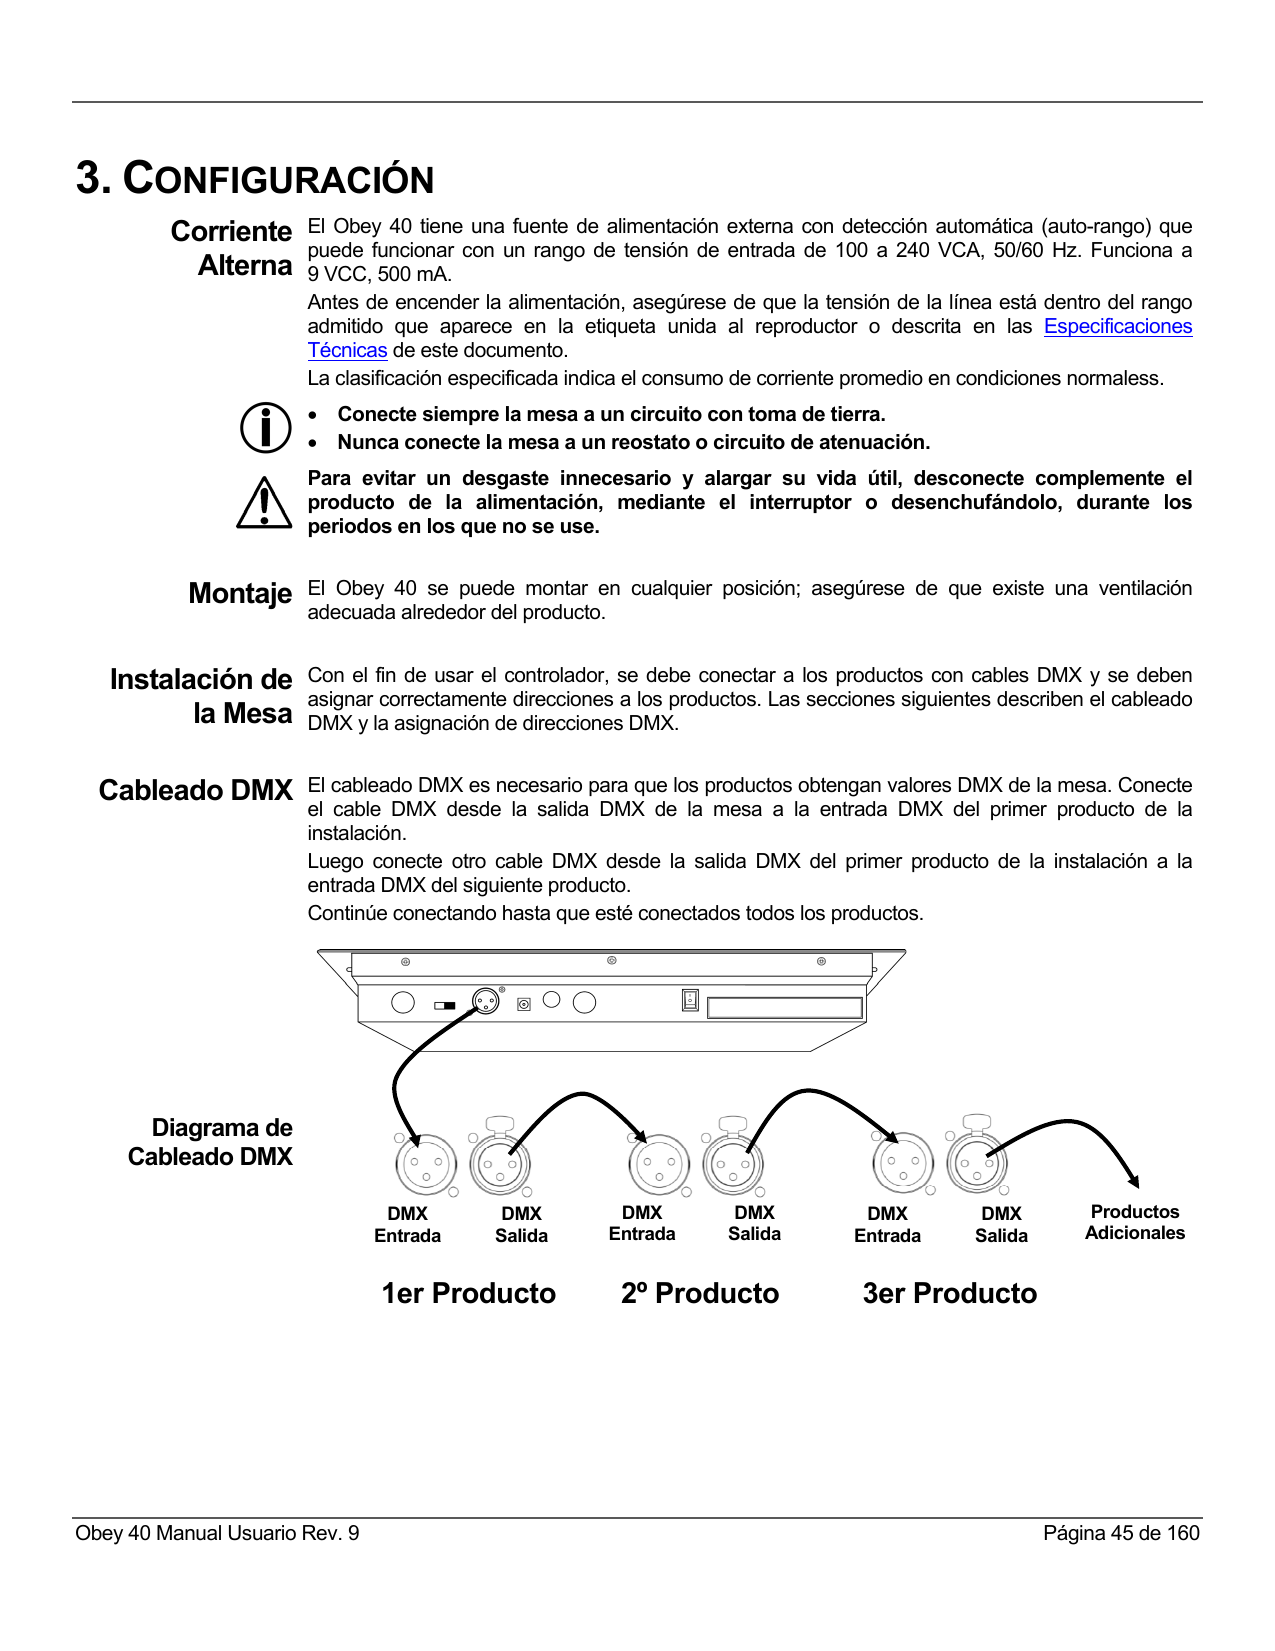 3. CONFIGURACIÓN
Corriente
Alterna
El Obey 40 tiene una fuente de alimentación externa con detección automática (auto-rango) que
puede funcionar con un rango de tensión de entrada de 100 a 240 VCA, 50/60 Hz. Funciona a
9 VCC, 500 mA.
Antes de encender la alimentación, asegúrese de que la tensión de la línea está dentro del rango
admitido que aparece en la etiqueta unida al reproductor o descrita en las Especificaciones
Técnicas de este documento.
La clasificación especificada indica el consumo de corriente promedio en condiciones normaless.
• Conecte siempre la mesa a un circuito con toma de tierra.
• Nunca conecte la mesa a un reostato o circuito de atenuación.
Para evitar un desgaste innecesario y alargar su vida útil, desconecte complemente el
producto de la alimentación, mediante el interruptor o desenchufándolo, durante los
periodos en los que no se use.
Montaje
El Obey 40 se puede montar en cualquier posición; asegúrese de que existe una ventilación
adecuada alrededor del producto.
Instalación de
la Mesa
Con el fin de usar el controlador, se debe conectar a los productos con cables DMX y se deben
asignar correctamente direcciones a los productos. Las secciones siguientes describen el cableado
DMX y la asignación de direcciones DMX.
Cableado DMX
El cableado DMX es necesario para que los productos obtengan valores DMX de la mesa. Conecte
el cable DMX desde la salida DMX de la mesa a la entrada DMX del primer producto de la
instalación.
Luego conecte otro cable DMX desde la salida DMX del primer producto de la instalación a la
entrada DMX del siguiente producto.
Continúe conectando hasta que esté conectados todos los productos.
Diagrama de
Cableado DMX
DMX
Entrada
DMX
Salida
DMX
Entrada
DMX
Salida
DMX
Entrada
DMX
Salida
Productos
Adicionales
1er Producto
2º Producto
3er Producto
Obey 40 Manual Usuario Rev. 9
Página 45 de 160